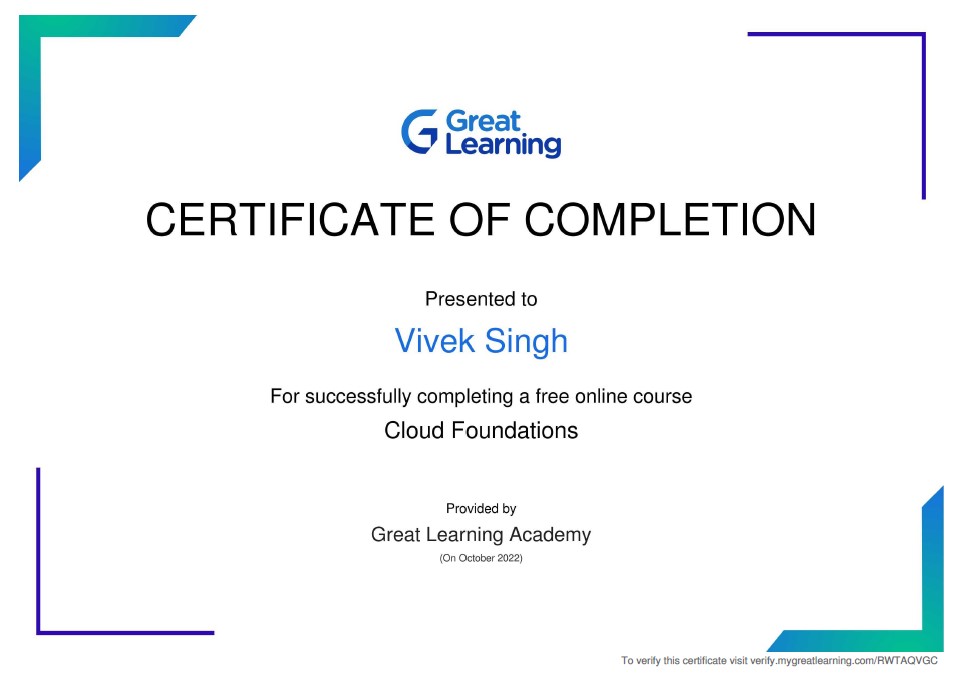 Great
Learning
CERTIFICATE OF COMPLETION
Presented to
Vivek Singh
For successfully completing a free online course
Cloud Foundations
Provided by
Great Learning Academy
(On October 2022)
To verify this certificate visit verify.mygreatlearning.com/RWTAQVGC